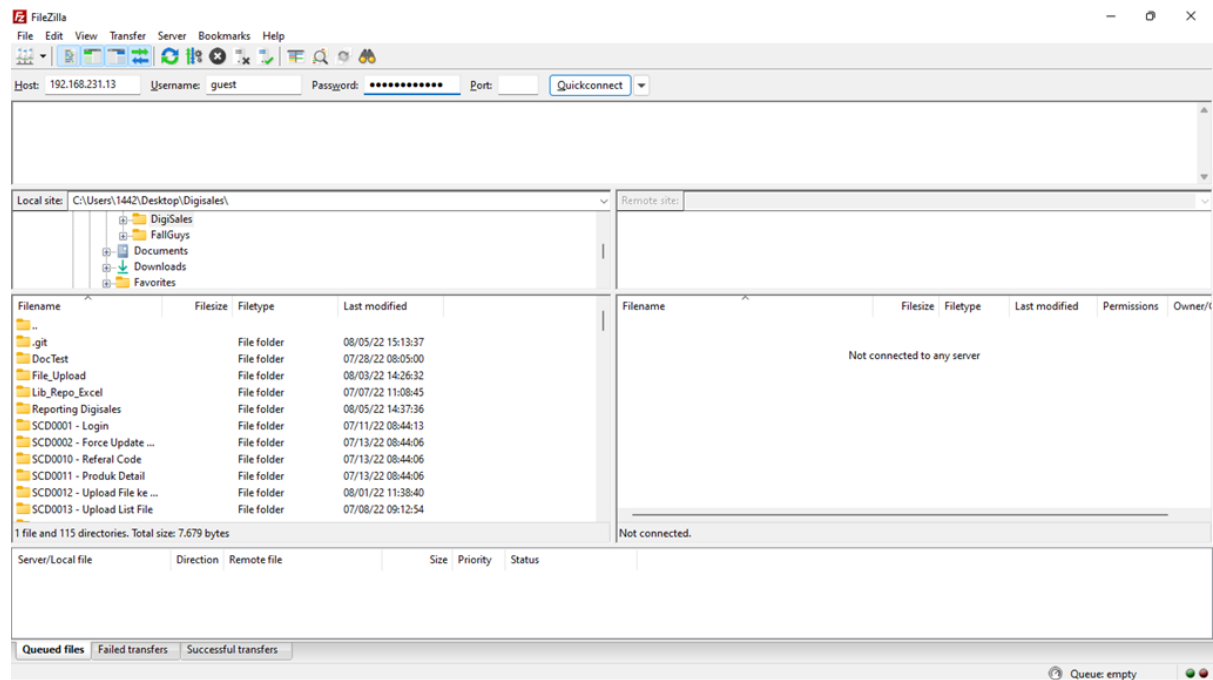 FileZilla
File Edit View Transfer Server Bookmarks Help
Host: 192.168.231.13 Username: guest Password: ●●●●●●●●●●●● Port: Quickconnect
Local site: C:\Users\1442\Desktop\Digisales\ Remote site:
DigiSales
FallGuys
Documents
Downloads
Favorites
Filename Filesize Filetype Last modified
..
.git File folder 08/05/22 15:13:37
DocTest File folder 07/28/22 08:05:00
File_Upload File folder 08/03/22 14:26:32
Lib_Repo_Excel File folder 07/07/22 11:08:45
Reporting Digisales File folder 08/05/22 14:37:36
SCD0001 - Login File folder 07/11/22 08:44:13
SCD0002 - Force Update ... File folder 07/13/22 08:44:06
SCD0010 - Referal Code File folder 07/13/22 08:44:06
SCD0011 - Produk Detail File folder 07/13/22 08:44:06
SCD0012 - Upload File ke ... File folder 08/01/22 11:38:40
SCD0013 - Upload List File File folder 07/08/22 09:12:54
1 file and 115 directories. Total size: 7.679 bytes
Filename Filesize Filetype Last modified Permissions Owner/
Not connected to any server
Not connected.
Server/Local file Direction Remote file Size Priority Status
Queued files Failed transfers Successful transfers
Queue: empty